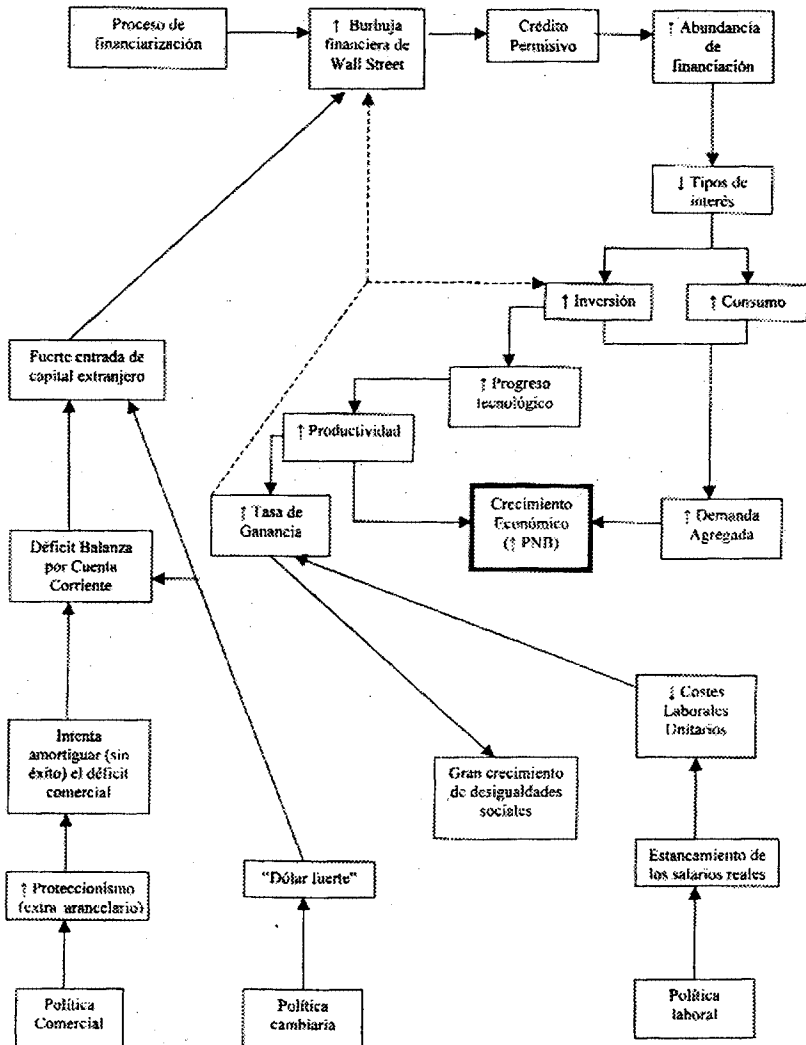 Proceso de
financiarización
↑ Burbuja
financiera de
Wall Street
Crédito
Permisivo
↑ Abundancia
de
financiación
↓ Tipos de
interés
↑ Inversión
↑ Consumo
Fuerte entrada de
capital extranjero
↑ Progreso
tecnológico
↑ Productividad
↑ Tasa de
Ganancia
Crecimiento
Económico
(↑ PNB)
↑ Demanda
Agregada
Déficit Balanza
por Cuenta
Corriente
↓ Costes
Laborales
Unitarios
Intenta
amortiguar (sin
éxito) el déficit
comercial
Gran crecimiento
de desigualdades
sociales
↑ Proteccionismo
(extra arancelario)
"Dólar fuerte"
Estancamiento de
los salarios reales
Política
Comercial
Política
cambiaria
Política
laboral